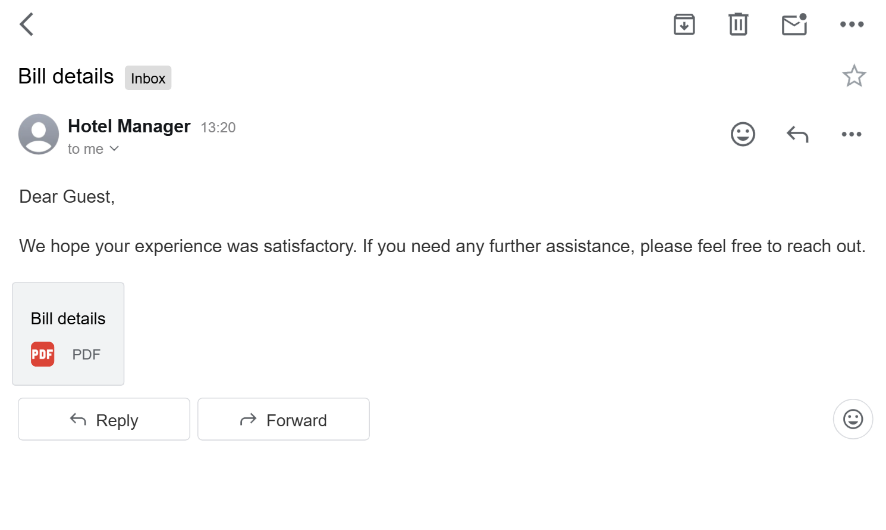 Bill details Inbox
Hotel Manager 13:20
to me
Dear Guest,
We hope your experience was satisfactory. If you need any further assistance, please feel free to reach out.
Bill details
PDF PDF
Reply Forward